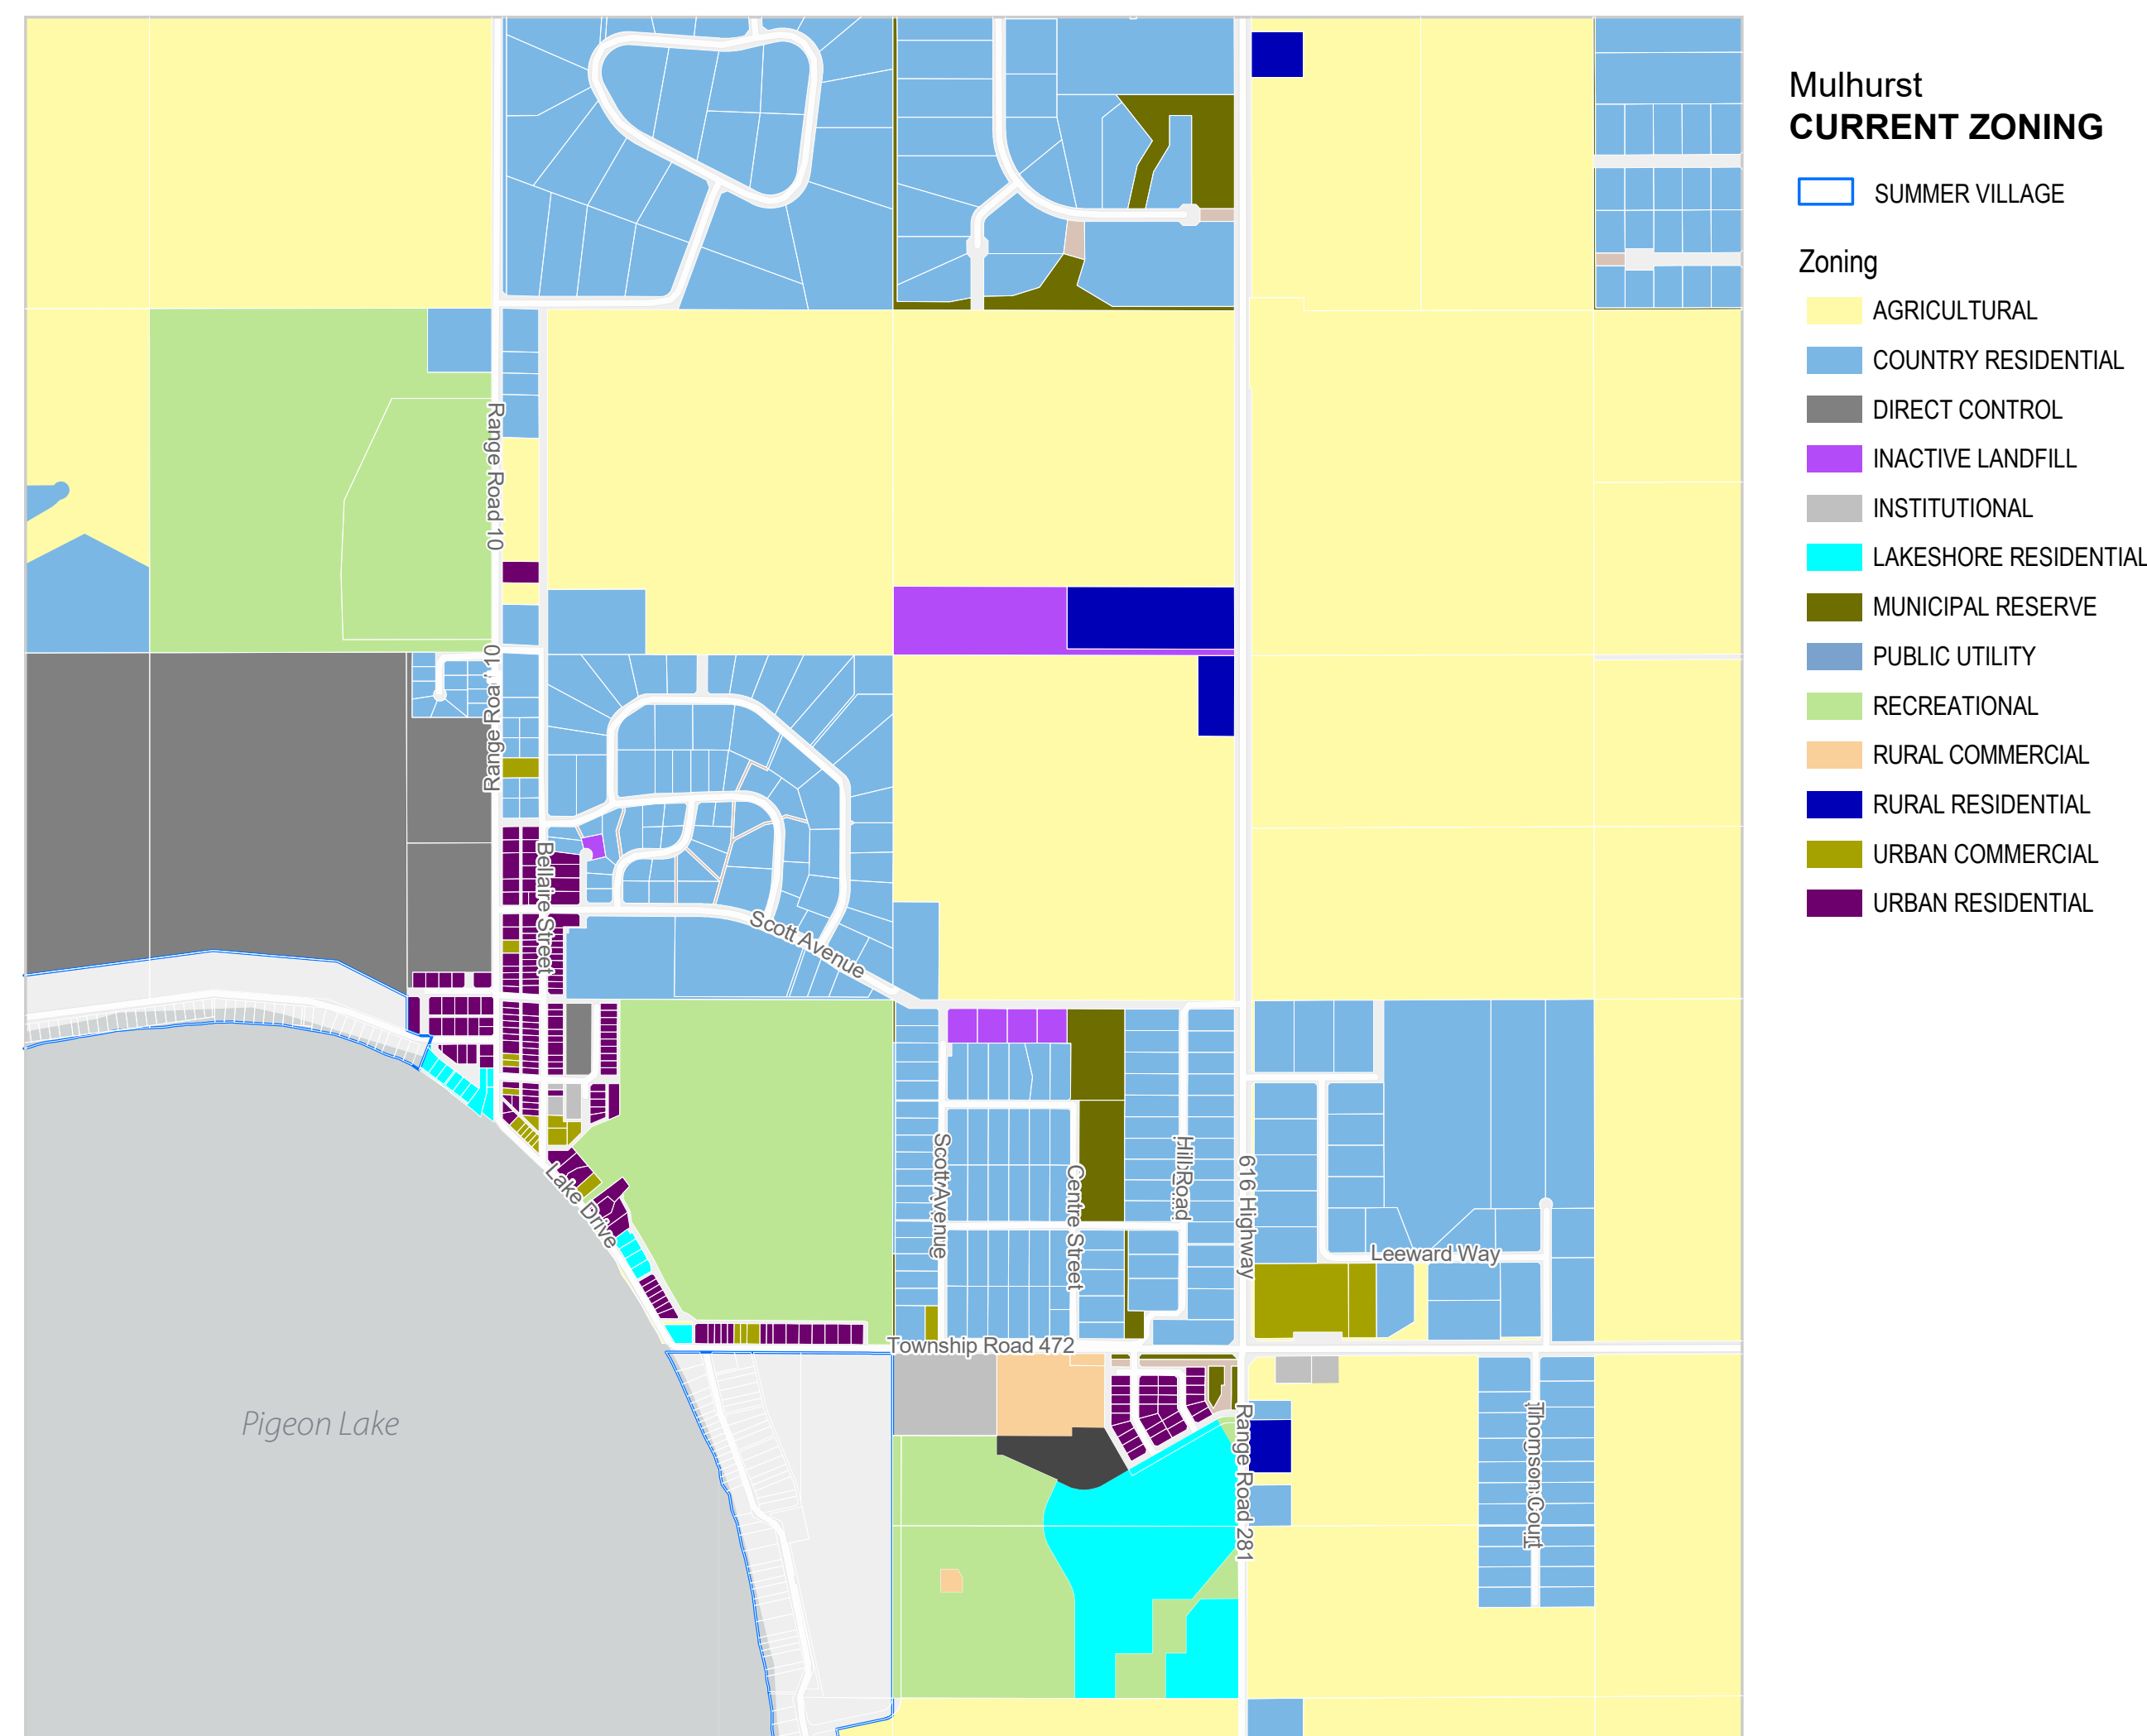 Mulhurst
CURRENT ZONING
SUMMER VILLAGE
Zoning
AGRICULTURAL
COUNTRY RESIDENTIAL
DIRECT CONTROL
INACTIVE LANDFILL
INSTITUTIONAL
LAKESHORE RESIDENTIAL
MUNICIPAL RESERVE
PUBLIC UTILITY
RECREATIONAL
RURAL COMMERCIAL
RURAL RESIDENTIAL
URBAN COMMERCIAL
URBAN RESIDENTIAL
Range Road 10
Range Road 10
Bellaire Street
Scott Avenue
Scott Avenue
Centre Street
Hill Road
616 Highway
Lake Drive
Leeward Way
Township Road 472
Range Road 281
Thomson Court
Pigeon Lake